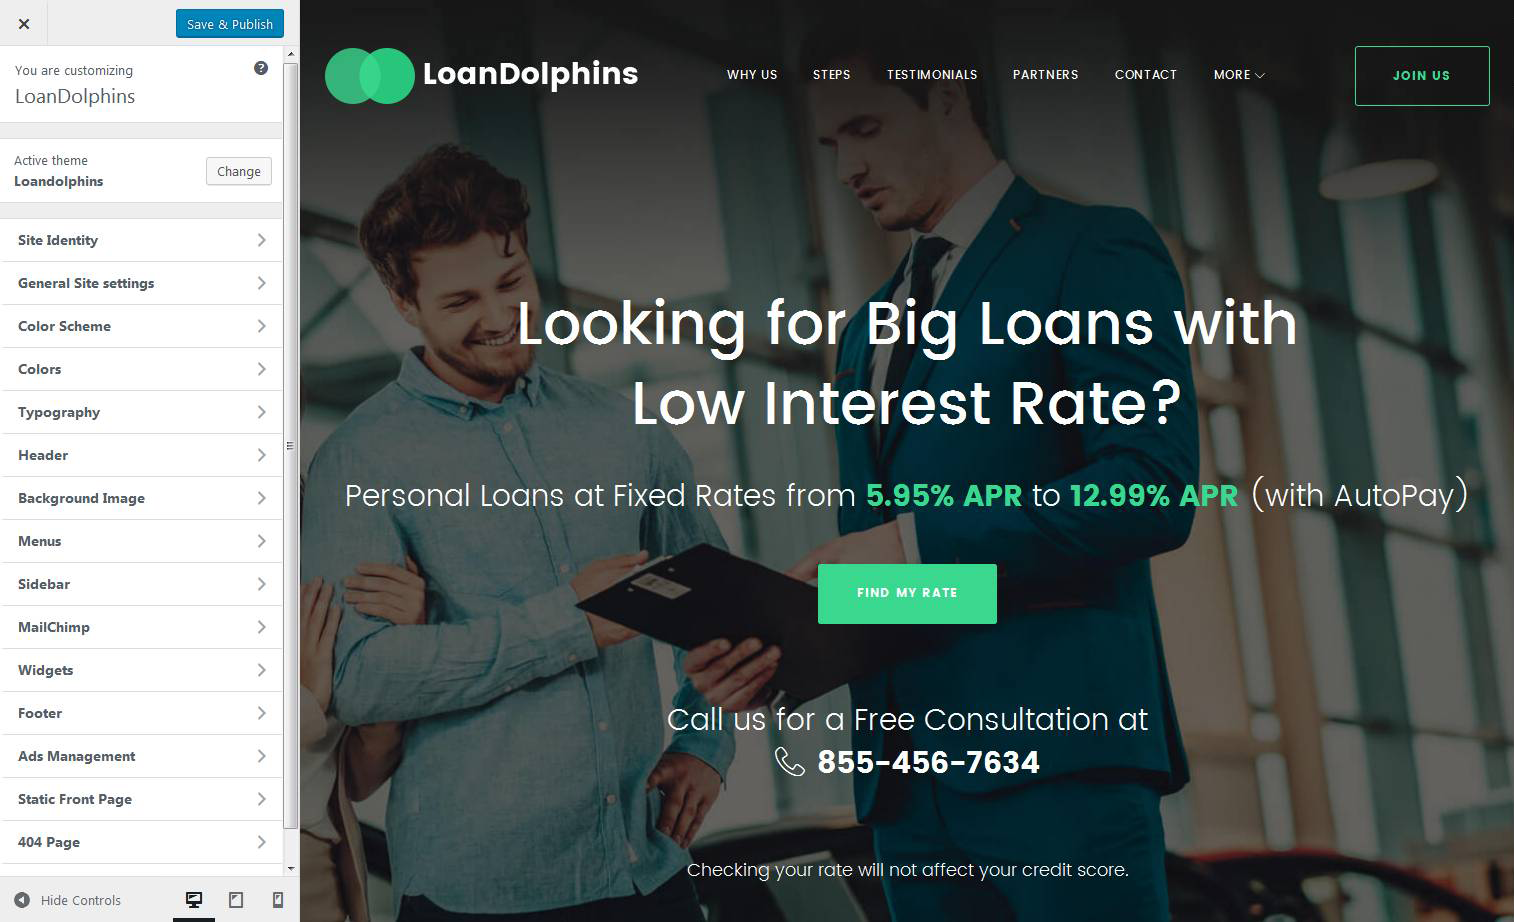 Save & Publish
You are customizing
LoanDolphins
Active theme
Loandolphins
Change
Site Identity
General Site settings
Color Scheme
Colors
Typography
Header
Background Image
Menus
Sidebar
MailChimp
Widgets
Footer
Ads Management
Static Front Page
404 Page
Hide Controls
LoanDolphins
WHY US STEPS TESTIMONIALS PARTNERS CONTACT MORE
JOIN US
Looking for Big Loans with
Low Interest Rate?
Personal Loans at Fixed Rates from 5.95% APR to 12.99% APR (with AutoPay)
FIND MY RATE
Call us for a Free Consultation at
855-456-7634
Checking your rate will not affect your credit score.